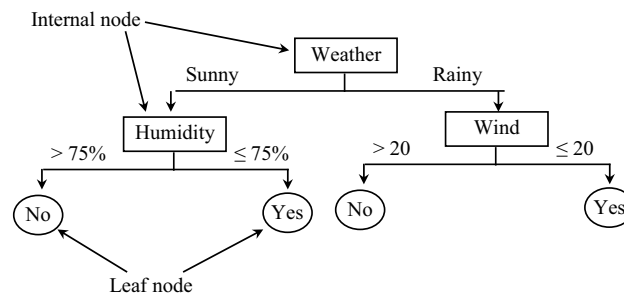 Internal node
Weather
Sunny Rainy
Humidity Wind
> 75% ≤ 75% > 20 ≤ 20
No Yes No Yes
Leaf node